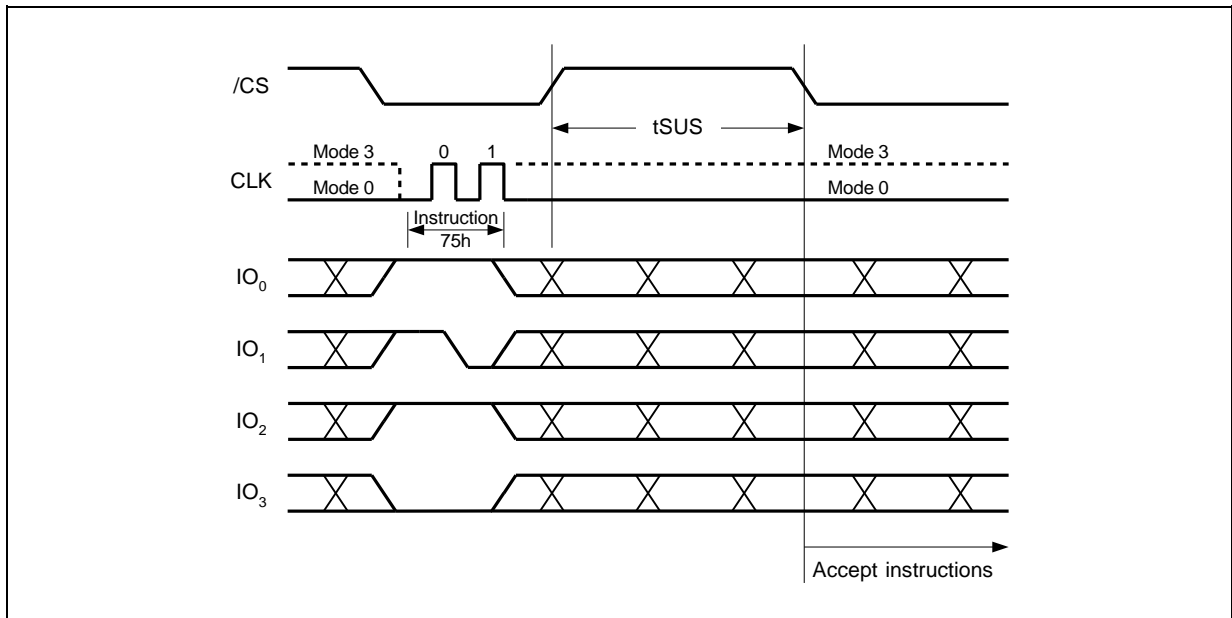 /CS
tSUS
Mode 3 0 1 Mode 3
CLK
Mode 0 Mode 0
Instruction
75h
IO0
IO1
IO2
IO3
Accept instructions